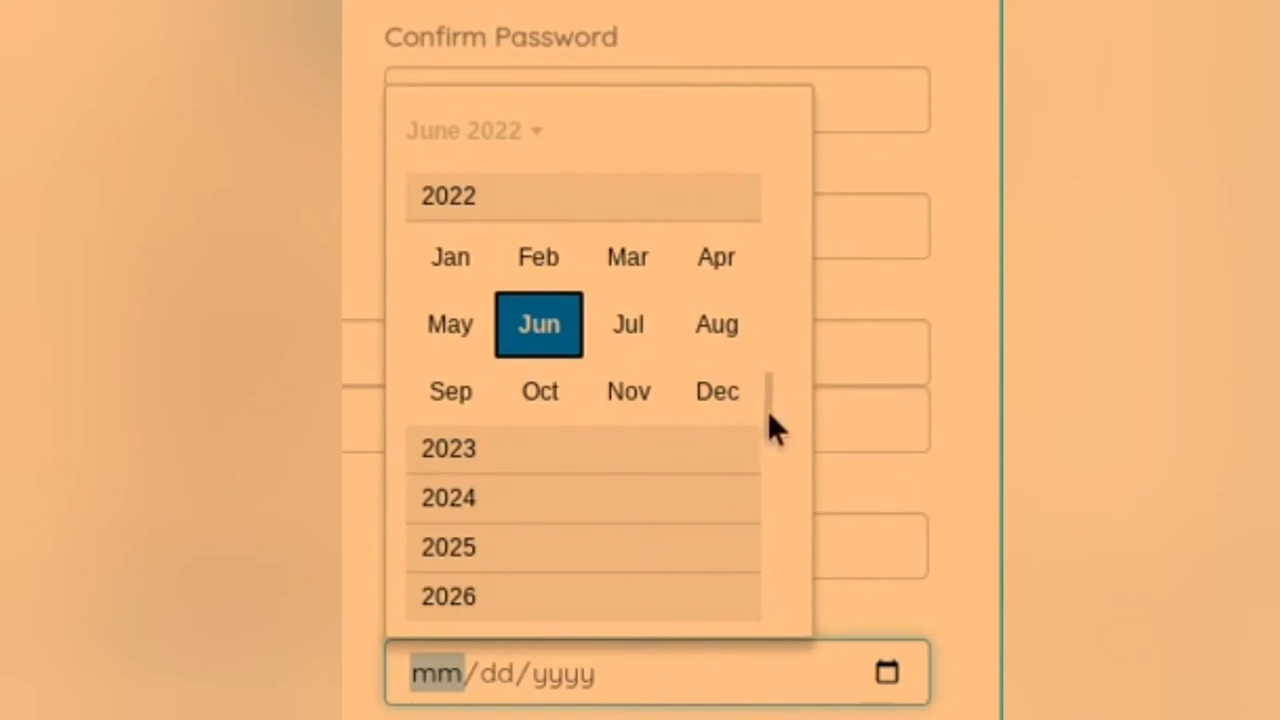 Confirm Password
June 2022
2022
Jan Feb Mar Apr
May Jun Jul Aug
Sep Oct Nov Dec
2023
2024
2025
2026
mm/dd/yyyy